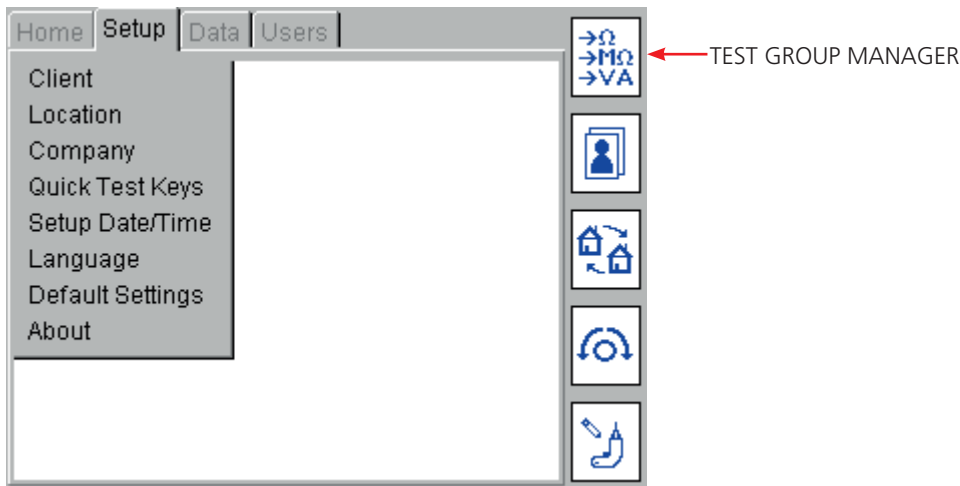 Home Setup Data Users
Client
Location
Company
Quick Test Keys
Setup Date/Time
Language
Default Settings
About
→Ω
→MΩ
→VA
TEST GROUP MANAGER